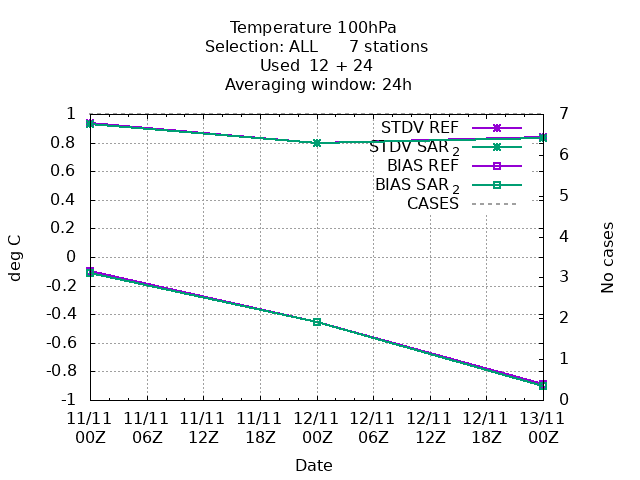 Temperature 100hPa
Selection: ALL 7 stations
Used 12 + 24
Averaging window: 24h
1
0.8
0.6
0.4
0.2
0
-0.2
-0.4
-0.6
-0.8
-1
deg C
STDV REF
STDV SAR2
BIAS REF
BIAS SAR2
CASES
7
6
5
4
3
2
1
0
No cases
11/11 11/11 11/11 11/11 12/11 12/11 12/11 12/11 13/11
00Z 06Z 12Z 18Z 00Z 06Z 12Z 18Z 00Z
Date